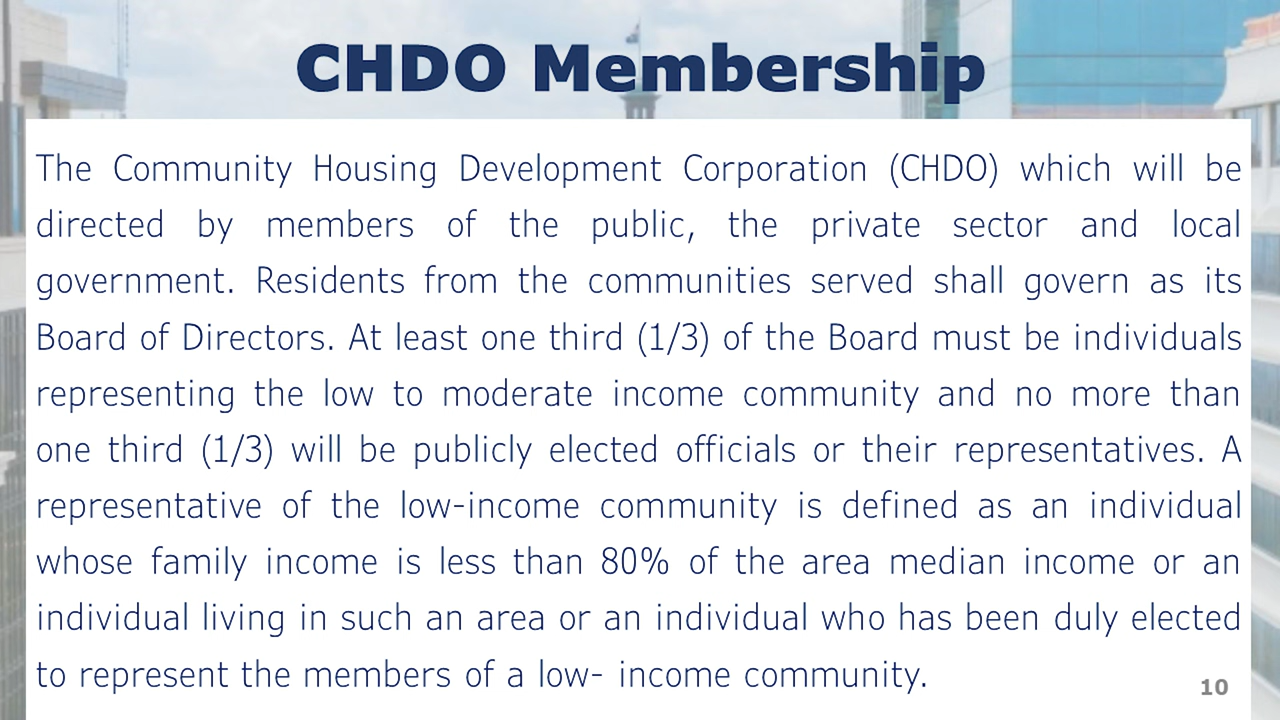 CHDO Membership
The Community Housing Development Corporation (CHDO) which will be
directed by members of the public, the private sector and local
government. Residents from the communities served shall govern as its
Board of Directors. At least one third (1/3) of the Board must be individuals
representing the low to moderate income community and no more than
one third (1/3) will be publicly elected officials or their representatives. A
representative of the low-income community is defined as an individual
whose family income is less than 80% of the area median income or an
individual living in such an area or an individual who has been duly elected
to represent the members of a low- income community.
10